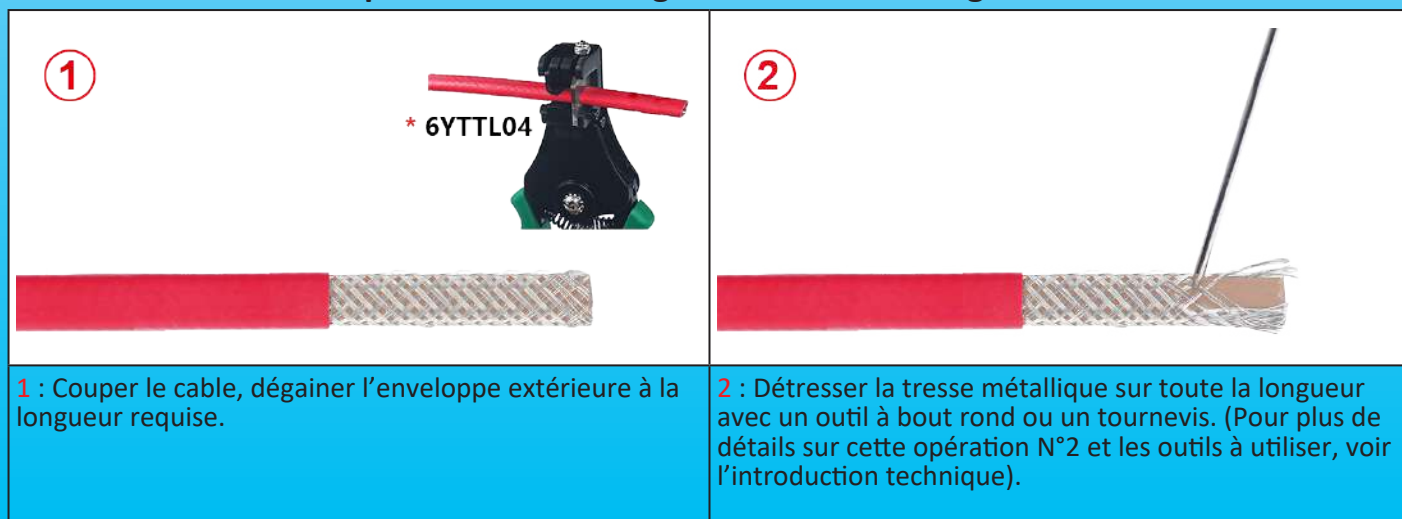 1
* 6YTTL04
2
1 : Couper le cable, dégainer l’enveloppe extérieure à la
longueur requise.
2 : Détresser la tresse métallique sur toute la longueur
avec un outil à bout rond ou un tournevis. (Pour plus de
détails sur cette opération N°2 et les outils à utiliser, voir
l’introduction technique).